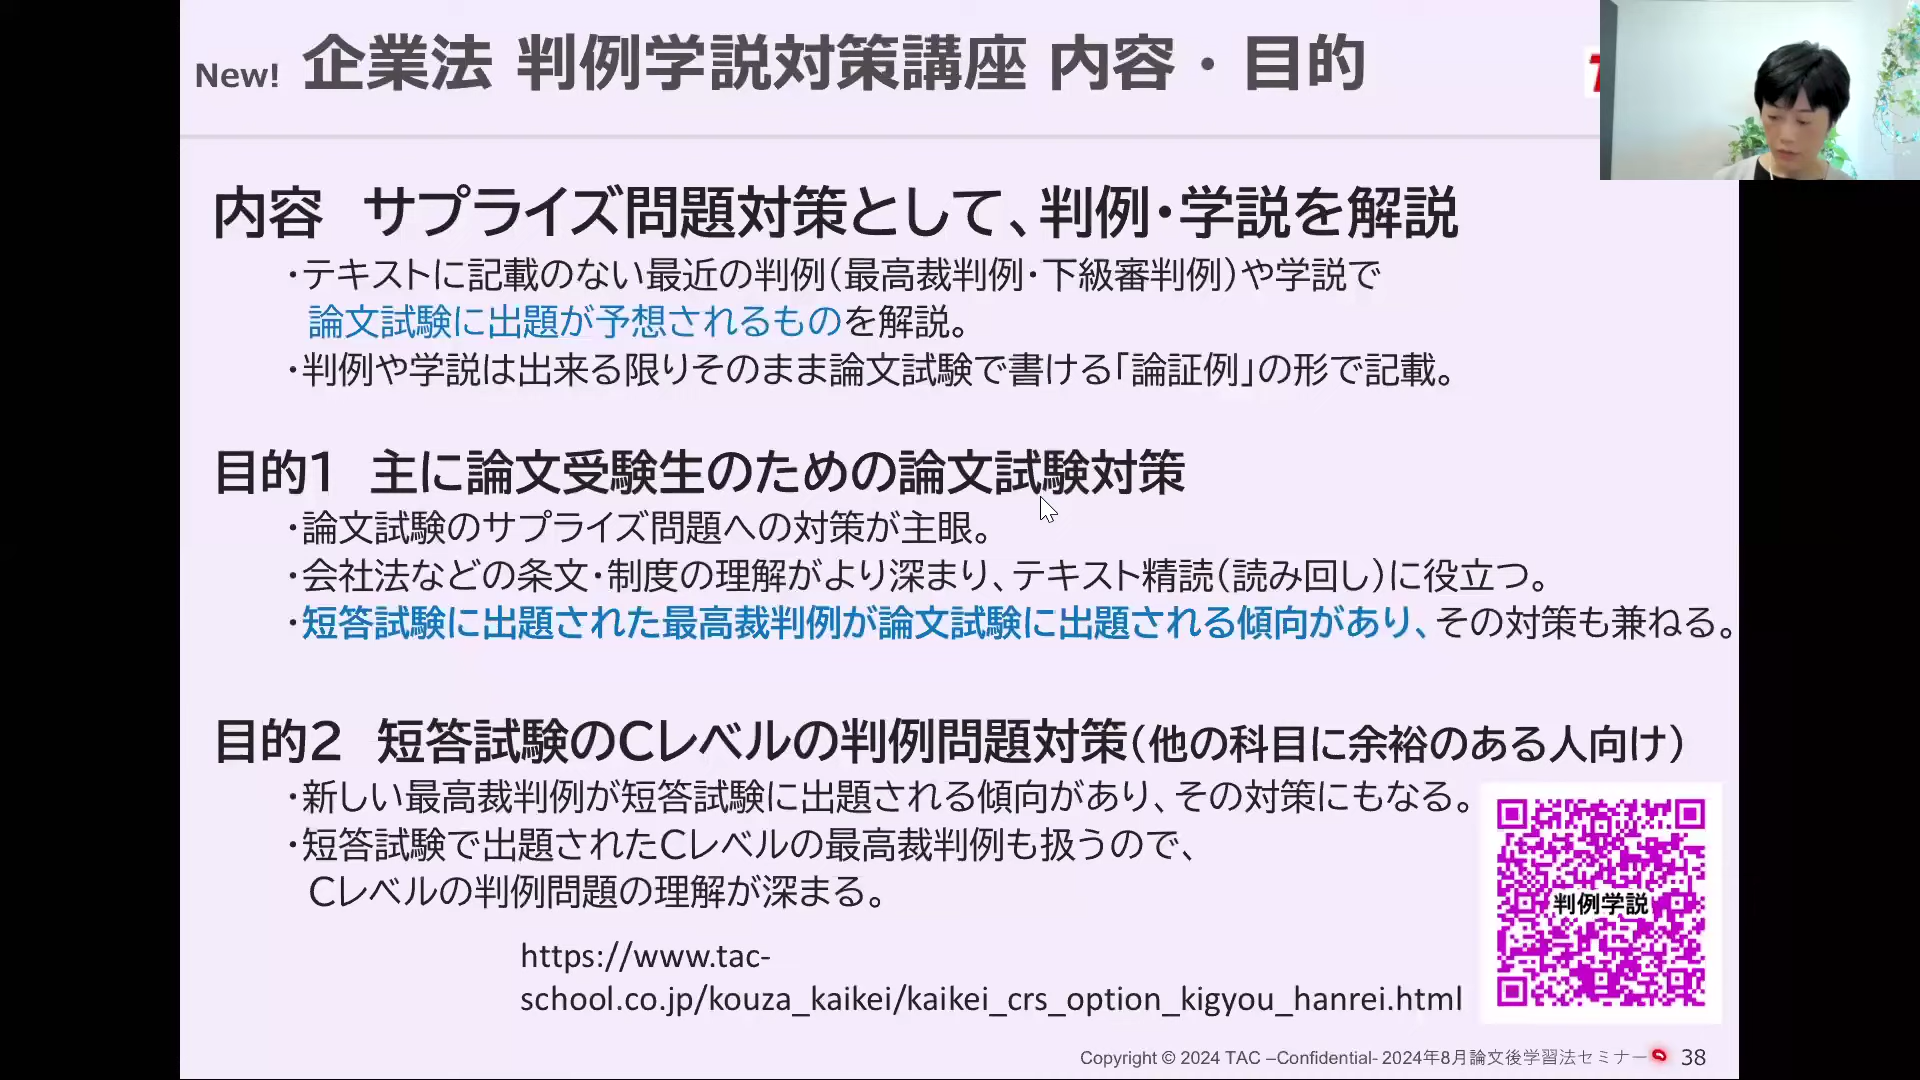 New! 企業法 判例学説対策講座 内容・目的
内容 サプライズ問題対策として、判例・学説を解説
・テキストに記載のない最近の判例(最高裁判例・下級審判例)や学説で
論文試験に出題が予想されるものを解説。
・判例や学説は出来る限りそのまま論文試験で書ける「論証例」の形で記載。
目的1 主に論文受験生のための論文試験対策
・論文試験のサプライズ問題への対策が主眼。
・会社法などの条文・制度の理解がより深まり、テキスト精読(読み回し)に役立つ。
・短答試験に出題された最高裁判例が論文試験に出題される傾向があり、その対策も兼ねる。
目的2 短答試験のCレベルの判例問題対策(他の科目に余裕のある人向け)
・新しい最高裁判例が短答試験に出題される傾向があり、その対策にもなる。
・短答試験で出題されたCレベルの最高裁判例も扱うので、
Cレベルの判例問題の理解が深まる。
判例学説
https://www.tac-
school.co.jp/kouza_kaikei/kaikei_crs_option_kigyou_hanrei.html
Copyright © 2024 TAC –Confidential- 2024年8月論文後学習法セミナー 38